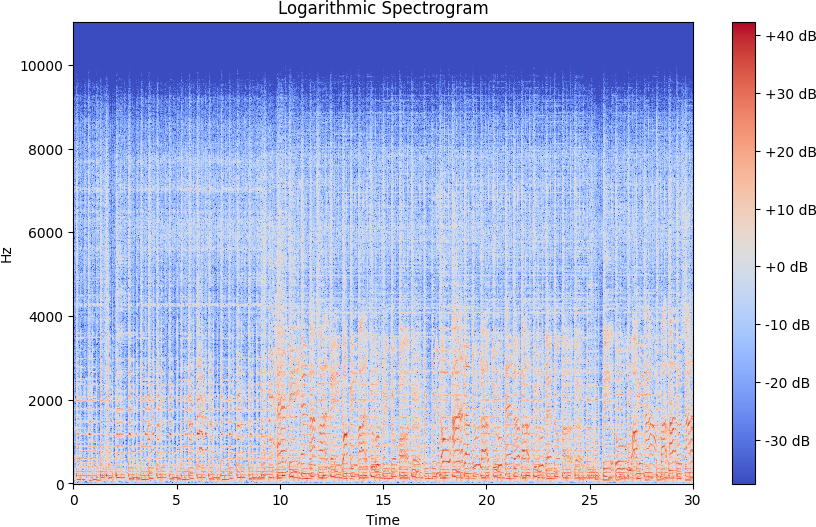 Logarithmic Spectrogram
Hz
10000
8000
6000
4000
2000
0
0 5 10 15 20 25 30
Time
+40 dB
+30 dB
+20 dB
+10 dB
+0 dB
-10 dB
-20 dB
-30 dB